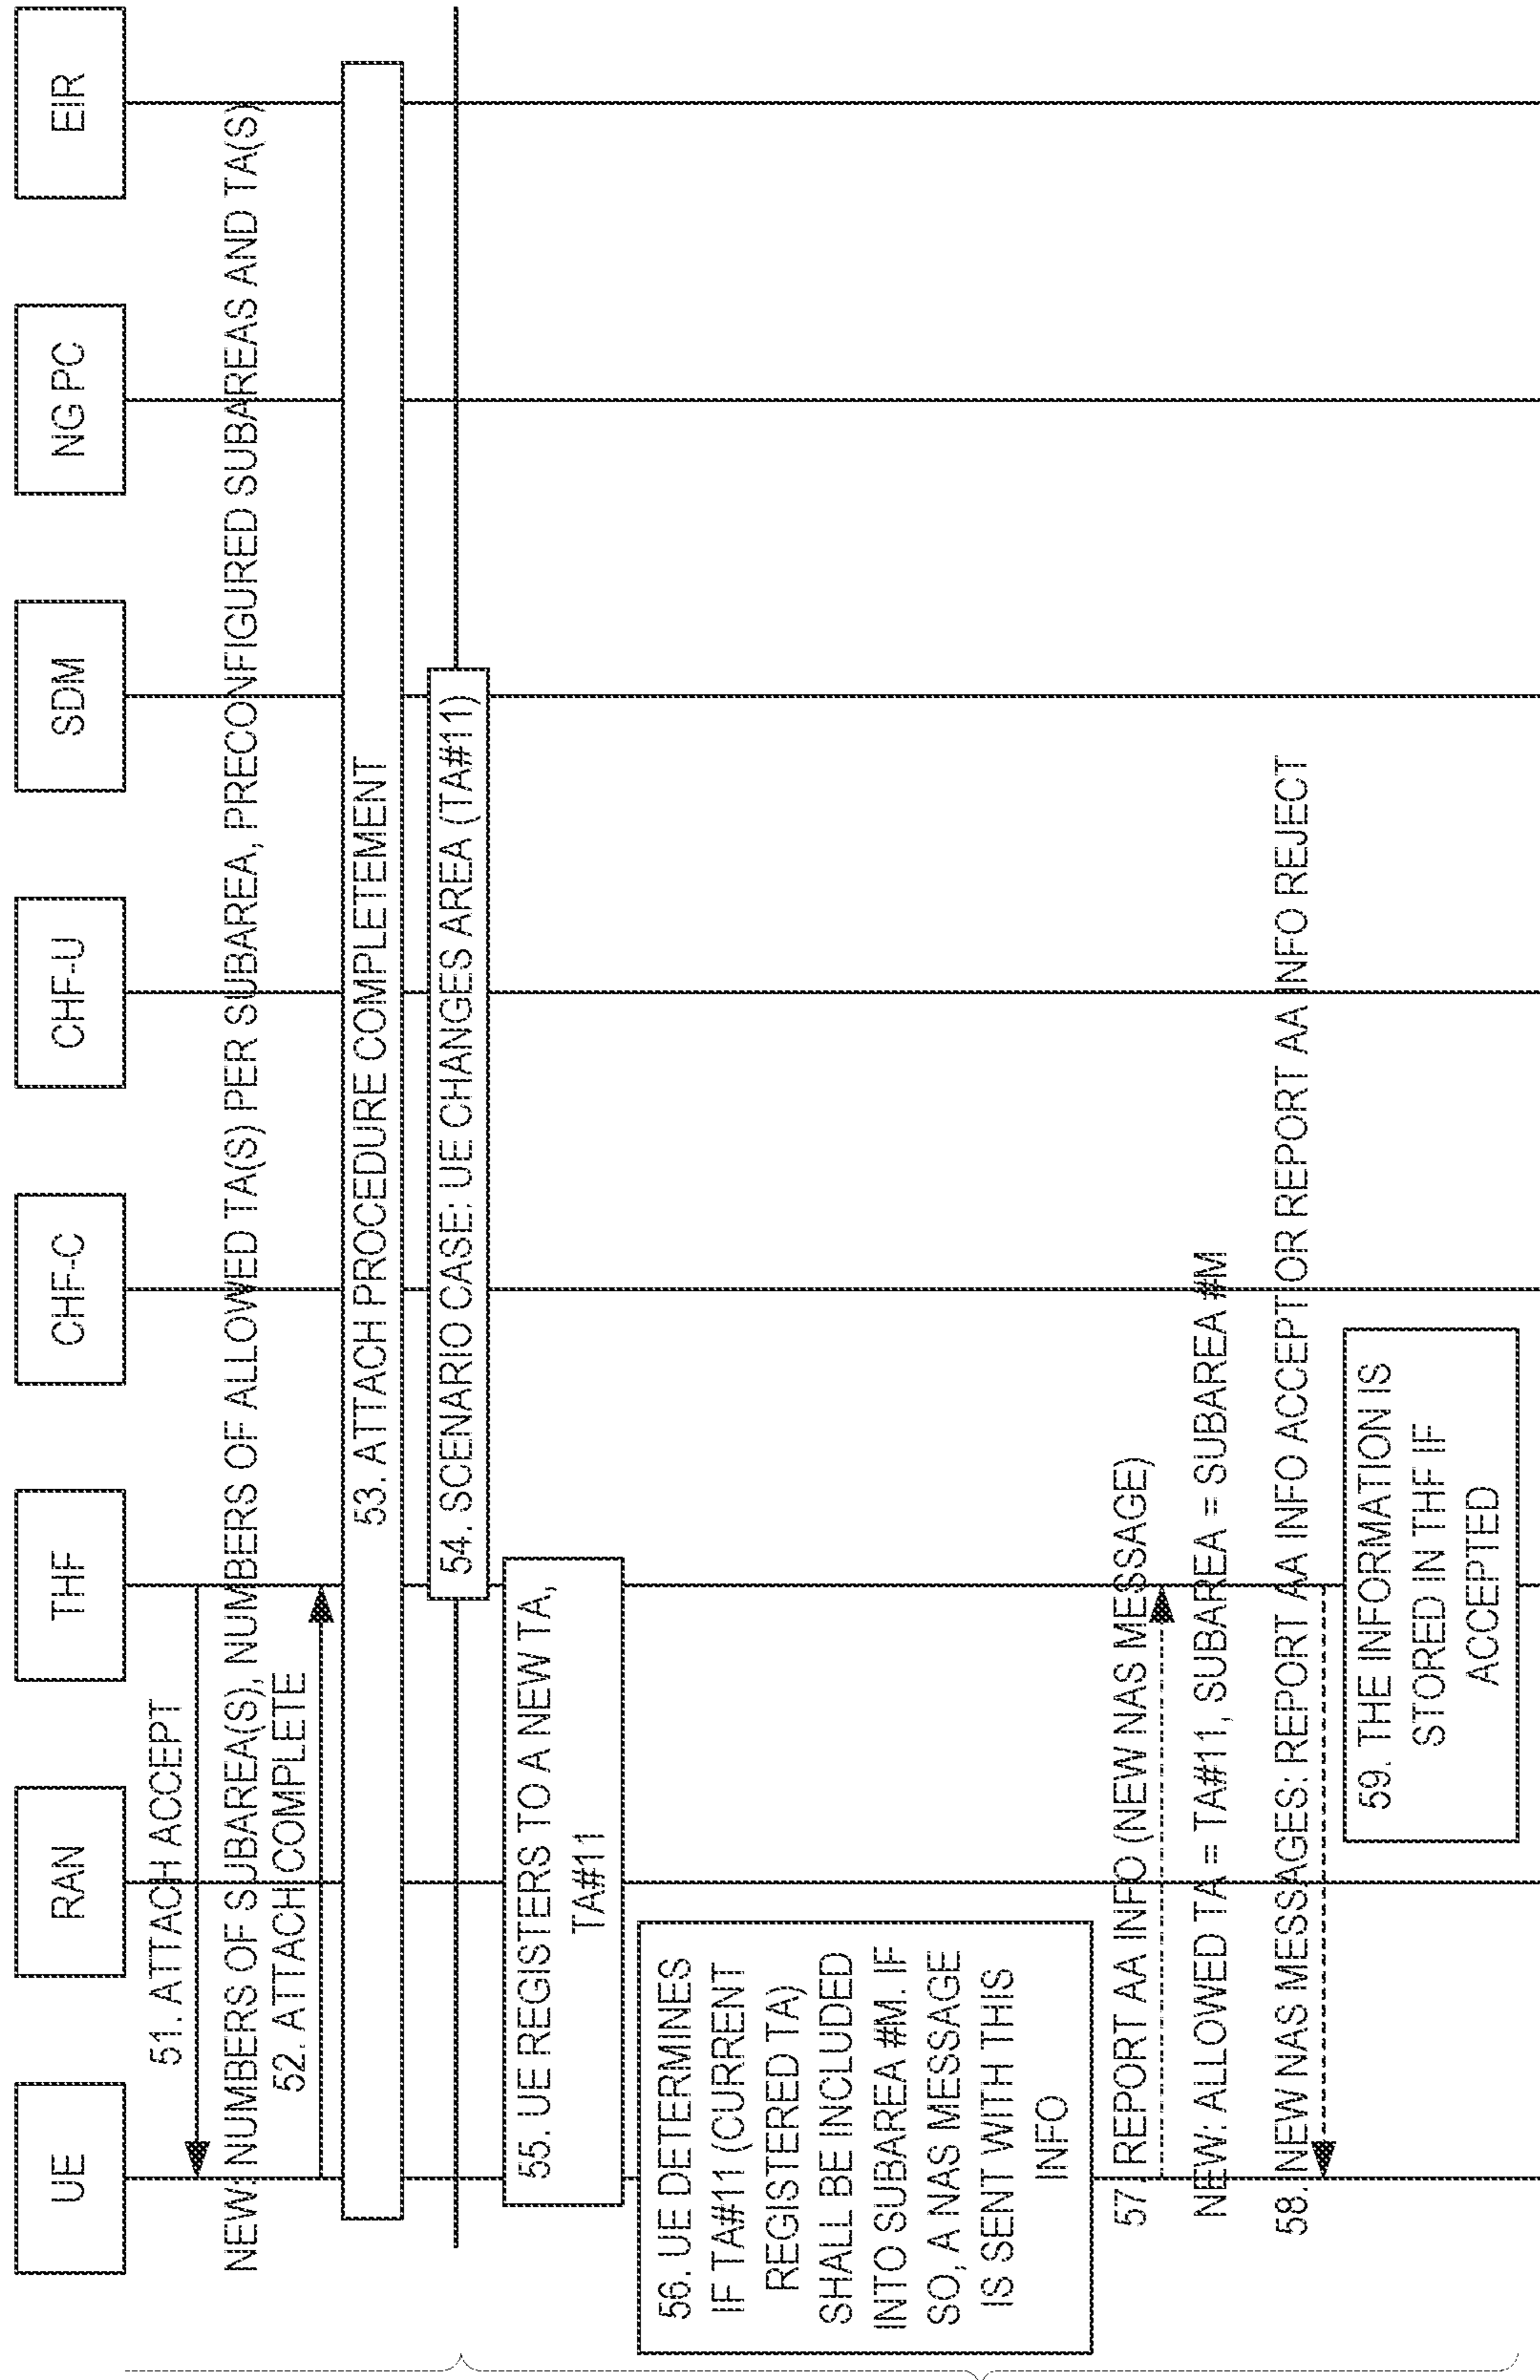 UE
RAN
THF
CHF-C
CHF-U
SDM
NG PC
EIR
51. ATTACH ACCEPT
NEW: NUMBERS OF SUBAREA(S), NUMBERS OF ALLOWED TA(S) PER SUBAREA, PRECONFIGURED SUBAREAS AND TA(S)
52. ATTACH COMPLETE
53. ATTACH PROCEDURE COMPLETEMENT
54. SCENARIO CASE: UE CHANGES AREA (TA#11)
55. UE REGISTERS TO A NEW TA,
TA#11
56. UE DETERMINES
IF TA#11 (CURRENT
REGISTERED TA)
SHALL BE INCLUDED
INTO SUBAREA #M. IF
SO, A NAS MESSAGE
IS SENT WITH THIS
INFO
57. REPORT AA INFO (NEW NAS MESSAGE)
NEW: ALLOWED TA = TA#11, SUBAREA = SUBAREA #M
58. NEW NAS MESSAGES: REPORT AA INFO ACCEPT OR REPORT AA INFO REJECT
59. THE INFORMATION IS
STORED IN THF IF
ACCEPTED